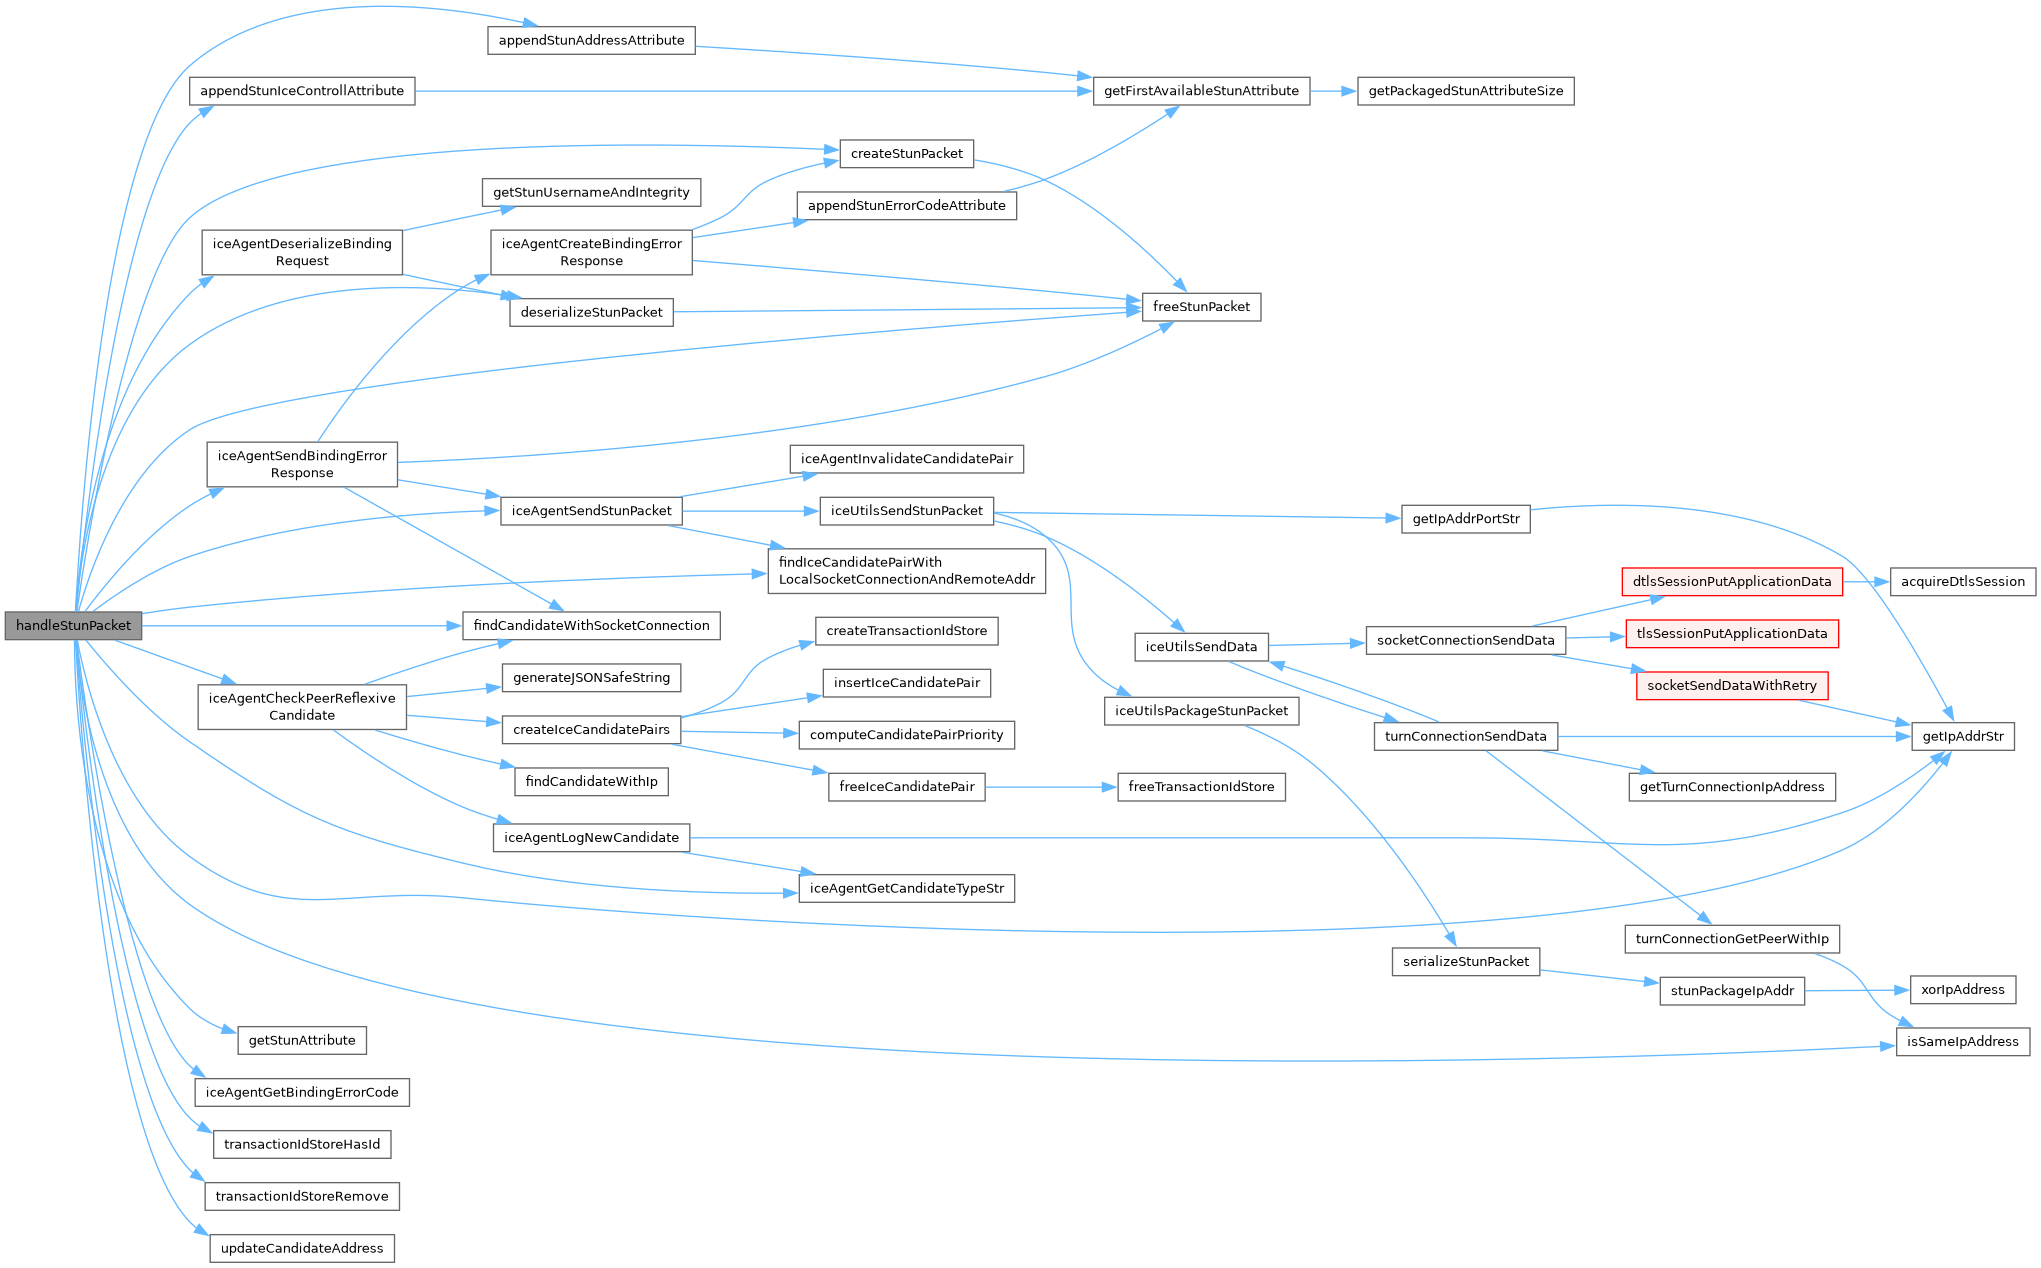 handleStunPacket
appendStunAddressAttribute
appendStunIceControllAttribute
getFirstAvailableStunAttribute
getPackagedStunAttributeSize
createStunPacket
getStunUsernameAndIntegrity
appendStunErrorCodeAttribute
iceAgentDeserializeBinding
Request
iceAgentCreateBindingError
Response
deserializeStunPacket
freeStunPacket
iceAgentSendBindingError
Response
iceAgentInvalidateCandidatePair
iceAgentSendStunPacket
iceUtilsSendStunPacket
getIpAddrPortStr
findIceCandidatePairWith
LocalSocketConnectionAndRemoteAddr
dtlsSessionPutApplicationData
acquireDtlsSession
findCandidateWithSocketConnection
createTransactionIdStore
iceUtilsSendData
socketConnectionSendData
tlsSessionPutApplicationData
generateJSONSafeString
insertIceCandidatePair
socketSendDataWithRetry
iceAgentCheckPeerReflexive
Candidate
iceUtilsPackageStunPacket
createIceCandidatePairs
computeCandidatePairPriority
turnConnectionSendData
getIpAddrStr
findCandidateWithIp
freeIceCandidatePair
freeTransactionIdStore
getTurnConnectionIpAddress
iceAgentLogNewCandidate
iceAgentGetCandidateTypeStr
turnConnectionGetPeerWithIp
serializeStunPacket
stunPackageIpAddr
xorIpAddress
getStunAttribute
isSameIpAddress
iceAgentGetBindingErrorCode
transactionIdStoreHasId
transactionIdStoreRemove
updateCandidateAddress